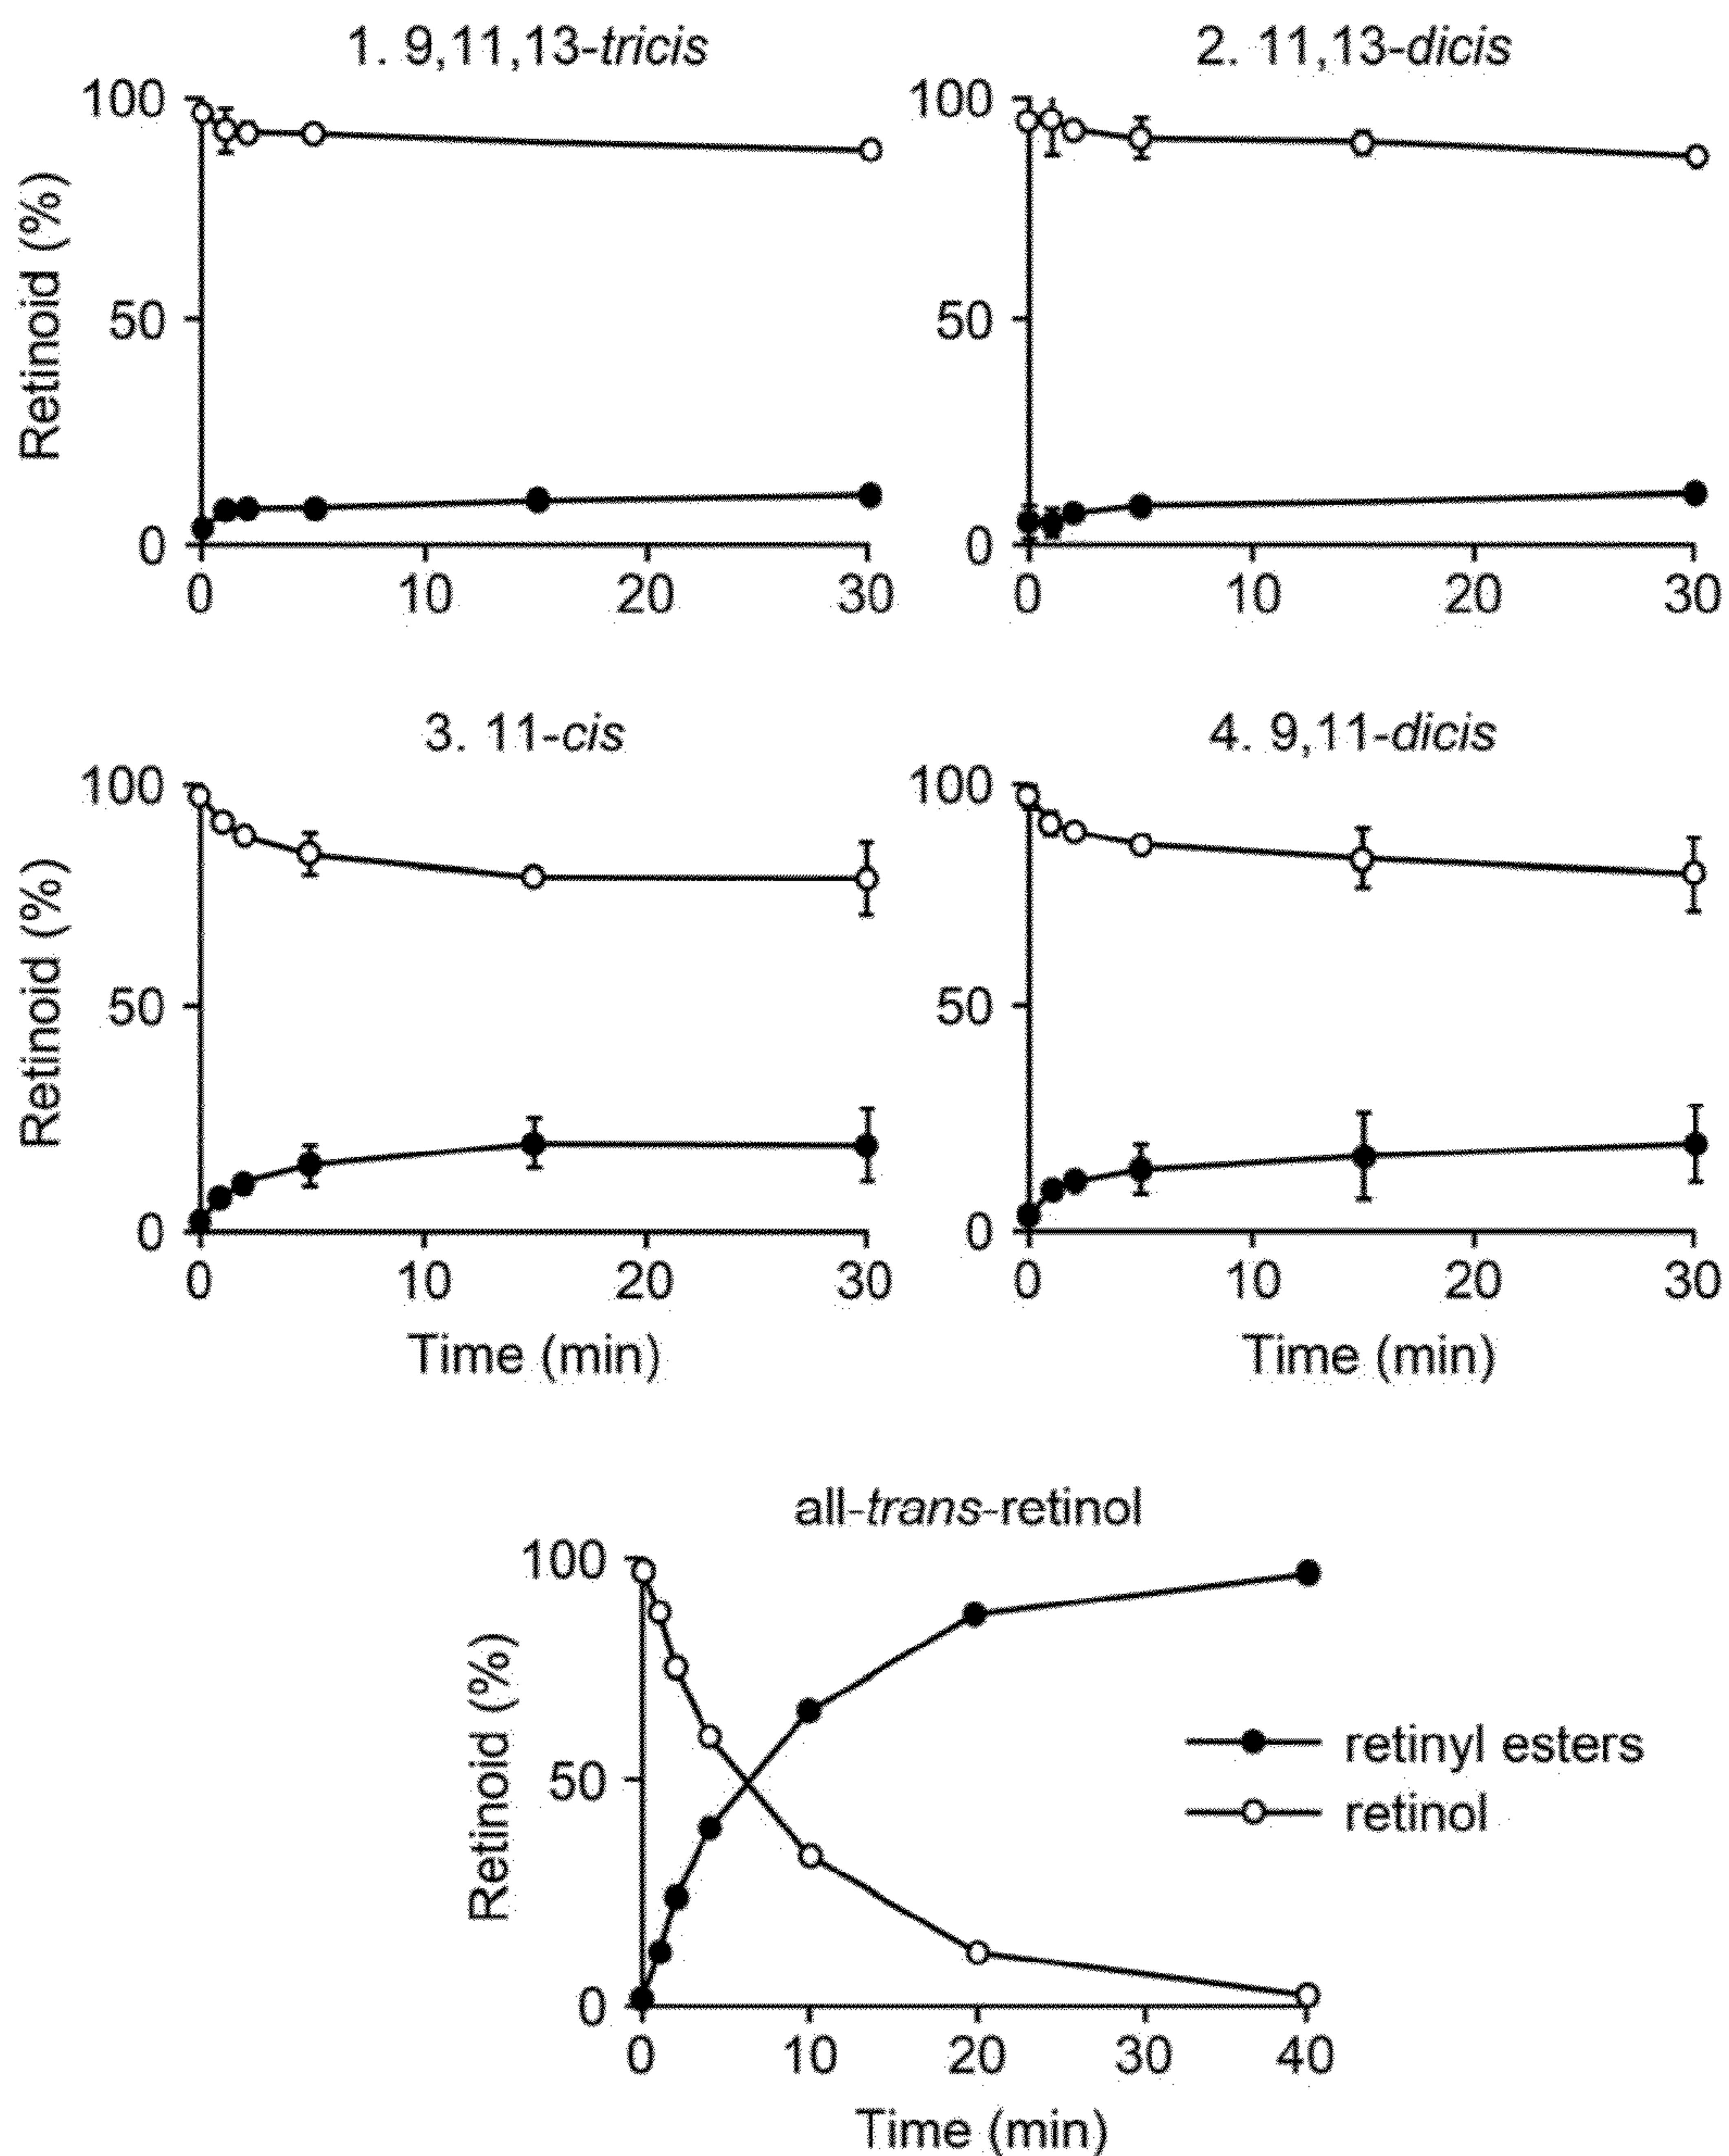 1. 9,11,13-tricis
2. 11,13-dicis
Retinoid (%)
100
50
0
0 10 20 30
100
50
0
0 10 20 30
3. 11-cis
4. 9,11-dicis
Retinoid (%)
100
50
0
0 10 20 30
Time (min)
100
50
0
0 10 20 30
Time (min)
all-trans-retinol
Retinoid (%)
100
50
0
0 10 20 30 40
Time (min)
retinyl esters
retinol